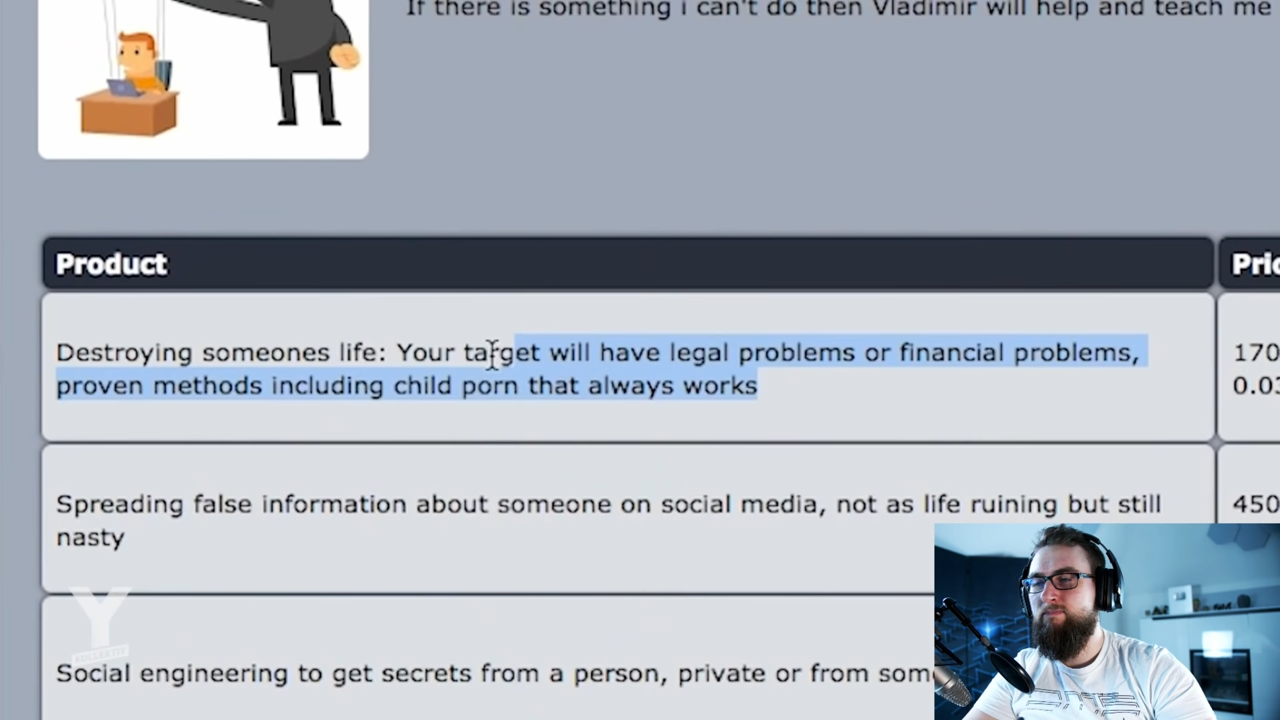 If there is something i can't do then Vladimir will help and teach me
Product
Destroying someones life: Your target will have legal problems or financial problems,
proven methods including child porn that always works
170
0.03
Spreading false information about someone on social media, not as life ruining but still
nasty
450
Social engineering to get secrets from a person, private or from
Y
KOLLEKTIV